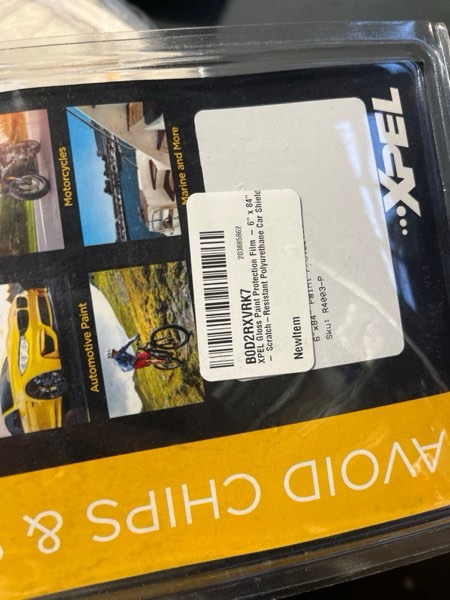 XPEL
Motorcycles
Marine and More
Automotive Paint
203885862
B0D2RXVRK7
XPEL Gloss Paint Protection Film – 6" x 84"
– Scratch-Resistant Polyurethane Car Shield
NewItem
6"x84" Paint
Sku: R4003-P
AVOID CHIPS &